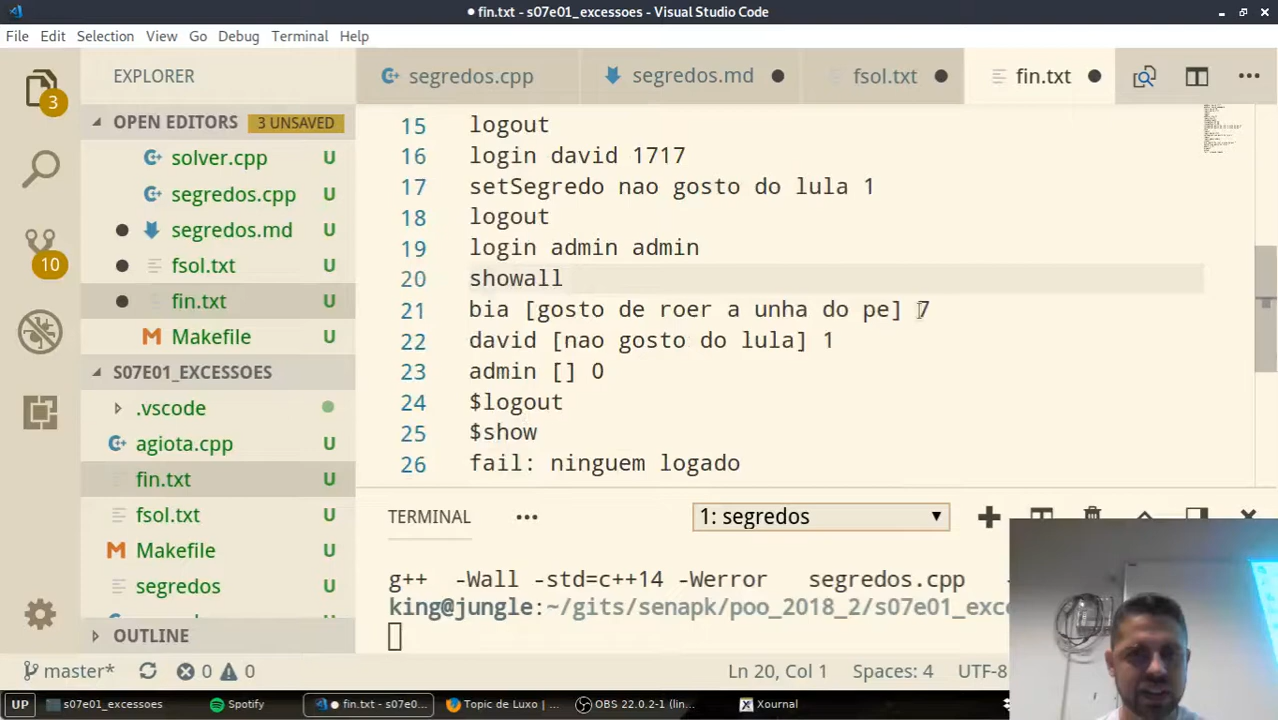 fin.txt - s07e01_excessoes - Visual Studio Code
File Edit Selection View Go Debug Terminal Help
EXPLORER
segredos.cpp segredos.md fsol.txt fin.txt
3
OPEN EDITORS 3 UNSAVED
solver.cpp U
segredos.cpp U
segredos.md U
fsol.txt U
fin.txt U
Makefile U
10
S07E01_EXCESSOES
.vscode
agiota.cpp U
fin.txt U
fsol.txt U
Makefile U
segredos U
OUTLINE
15 logout
16 login david 1717
17 setSegredo nao gosto do lula 1
18 logout
19 login admin admin
20 showall
21 bia [gosto de roer a unha do pe] 7
22 david [nao gosto do lula] 1
23 admin [] 0
24 $logout
25 $show
26 fail: ninguem logado
TERMINAL 1: segredos
g++ -Wall -std=c++14 -Werror segredos.cpp
king@jungle:~/gits/senapk/poo_2018_2/s07e01_exce
master* 0 0 Ln 20, Col 1 Spaces: 4 UTF-8
UP s07e01_excessoes Spotify fin.txt - s07e0... Topic de Luxo | ... OBS 22.0.2-1 (lin... Xournal